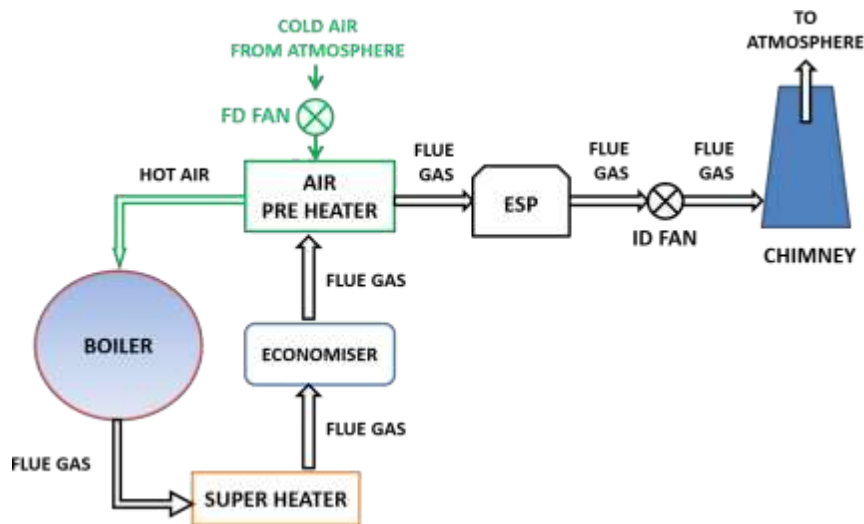 COLD AIR
FROM ATMOSPHERE
TO
ATMOSPHERE
FD FAN
HOT AIR
AIR
PRE HEATER
FLUE
GAS
ESP
FLUE
GAS
FLUE
GAS
ID FAN
CHIMNEY
FLUE GAS
BOILER
ECONOMISER
FLUE GAS
FLUE GAS
SUPER HEATER